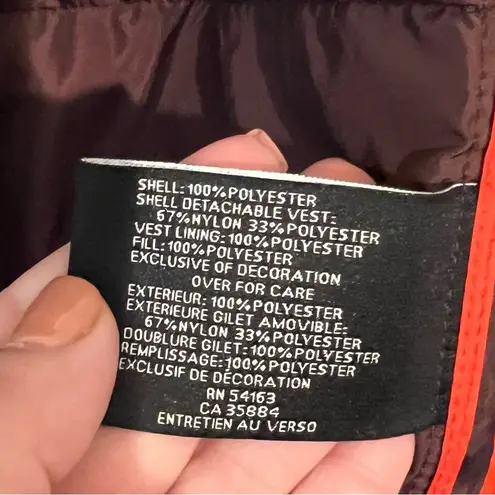 SHELL: 100% POLYESTER
SHELL DETACHABLE VEST:
67% NYLON 33% POLYESTER
VEST LINING: 100% POLYESTER
FILL: 100% POLYESTER
EXCLUSIVE OF DECORATION
OVER FOR CARE
EXTERIEUR: 100% POLYESTER
EXTERIEURE GILET AMOVIBLE:
67% NYLON 33% POLYESTER
DOUBLURE GILET: 100% POLYESTER
REMPLISSAGE: 100% POLYESTER
EXCLUSIF DE DÉCORATION
RN 54163
CA 35884
ENTRETIEN AU VERSO